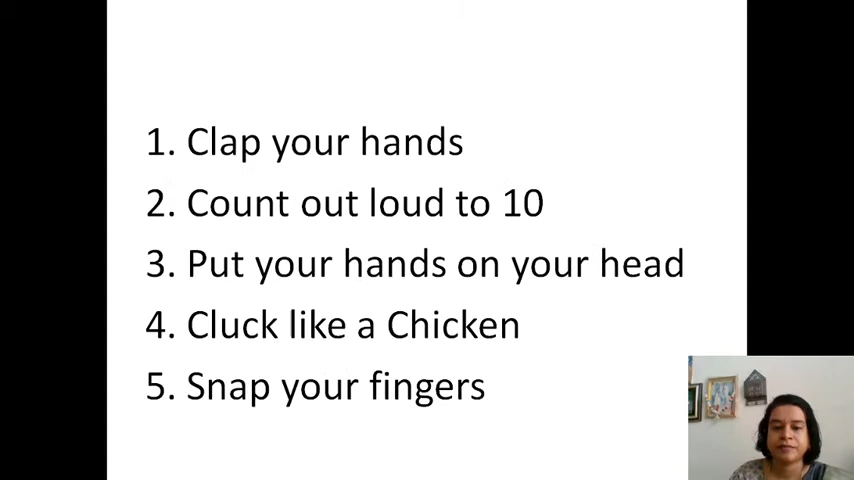 1. Clap your hands
2. Count out loud to 10
3. Put your hands on your head
4. Cluck like a Chicken
5. Snap your fingers